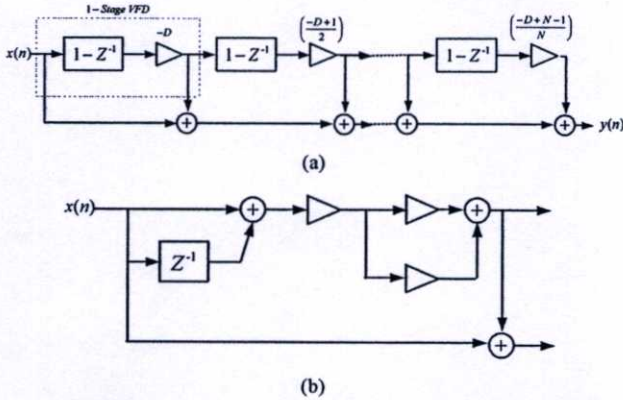 1-Stage VFD
-D
(-D+1/2)
(-D+N-1/N)
x(n)
1-Z⁻¹
1-Z⁻¹
1-Z⁻¹
+
+
+
+
y(n)
(a)
x(n)
+
+
Z⁻¹
+
(b)